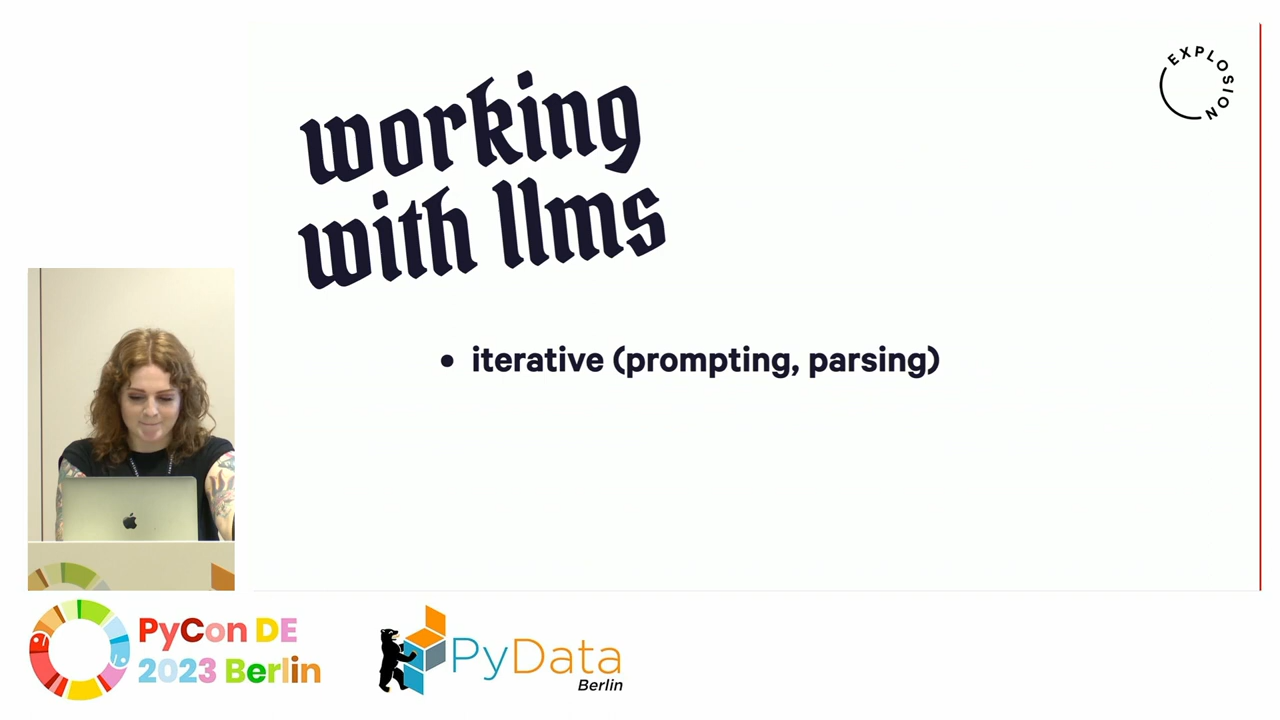 working
with llms
EXPLOSION
• iterative (prompting, parsing)
PyCon DE
2023 Berlin
PyData
Berlin